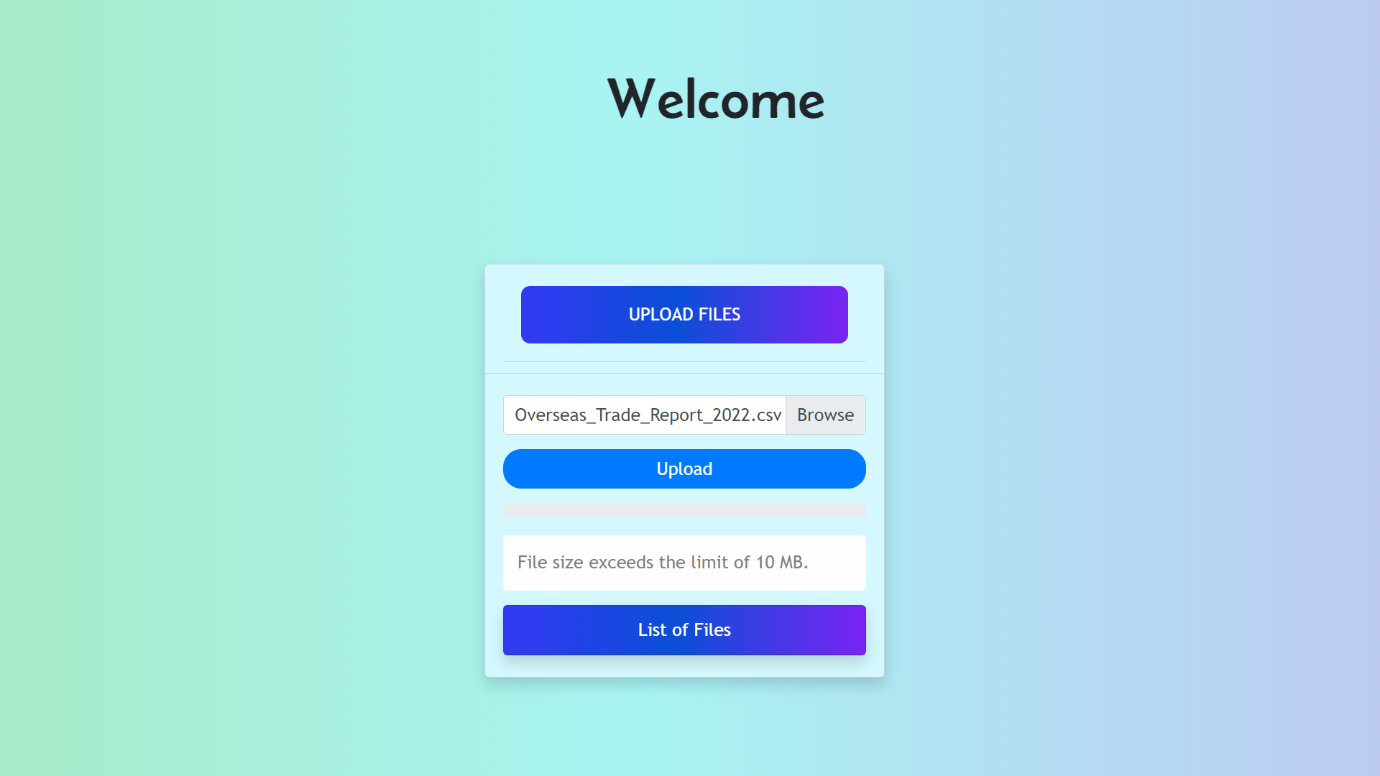 Welcome
UPLOAD FILES
Overseas_Trade_Report_2022.csv Browse
Upload
File size exceeds the limit of 10 MB.
List of Files